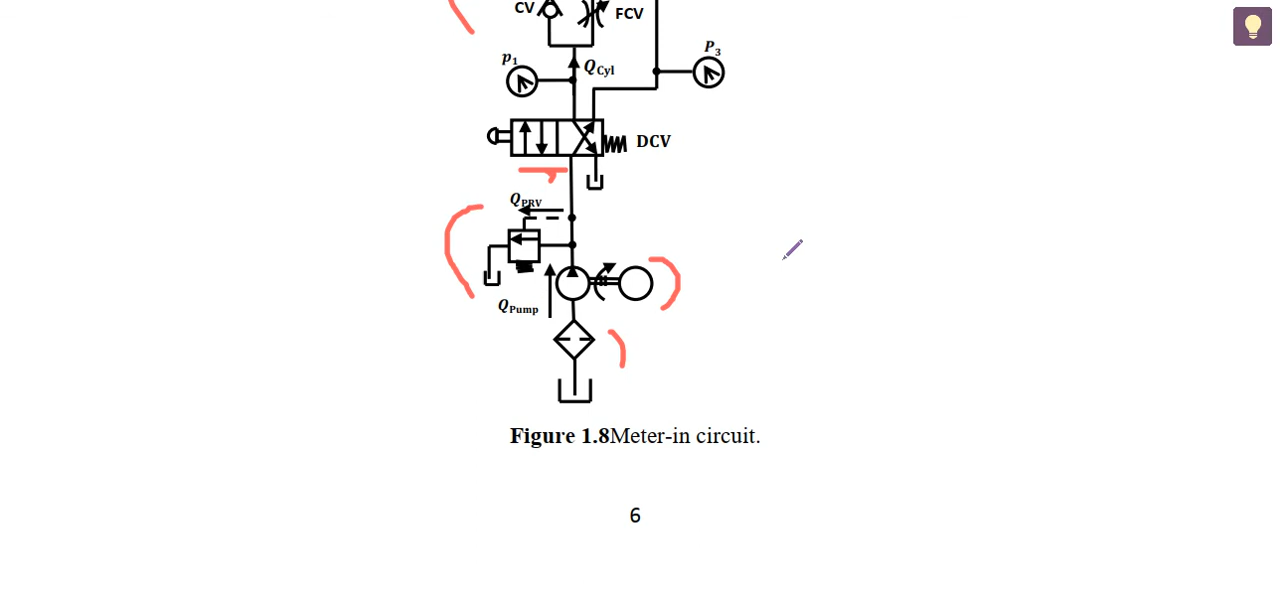 CV
FCV
P3
p1
QCyl
DCV
QPRV
QPump
Figure 1.8Meter-in circuit.
6